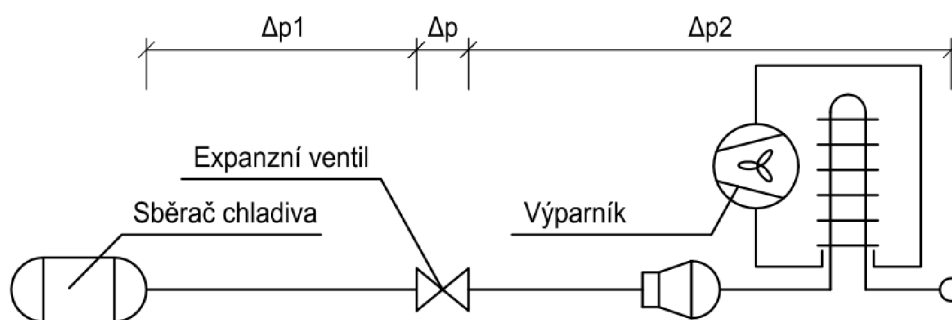 Δp1
Δp
Δp2
Expanzní ventil
Sběrač chladiva
Výparník